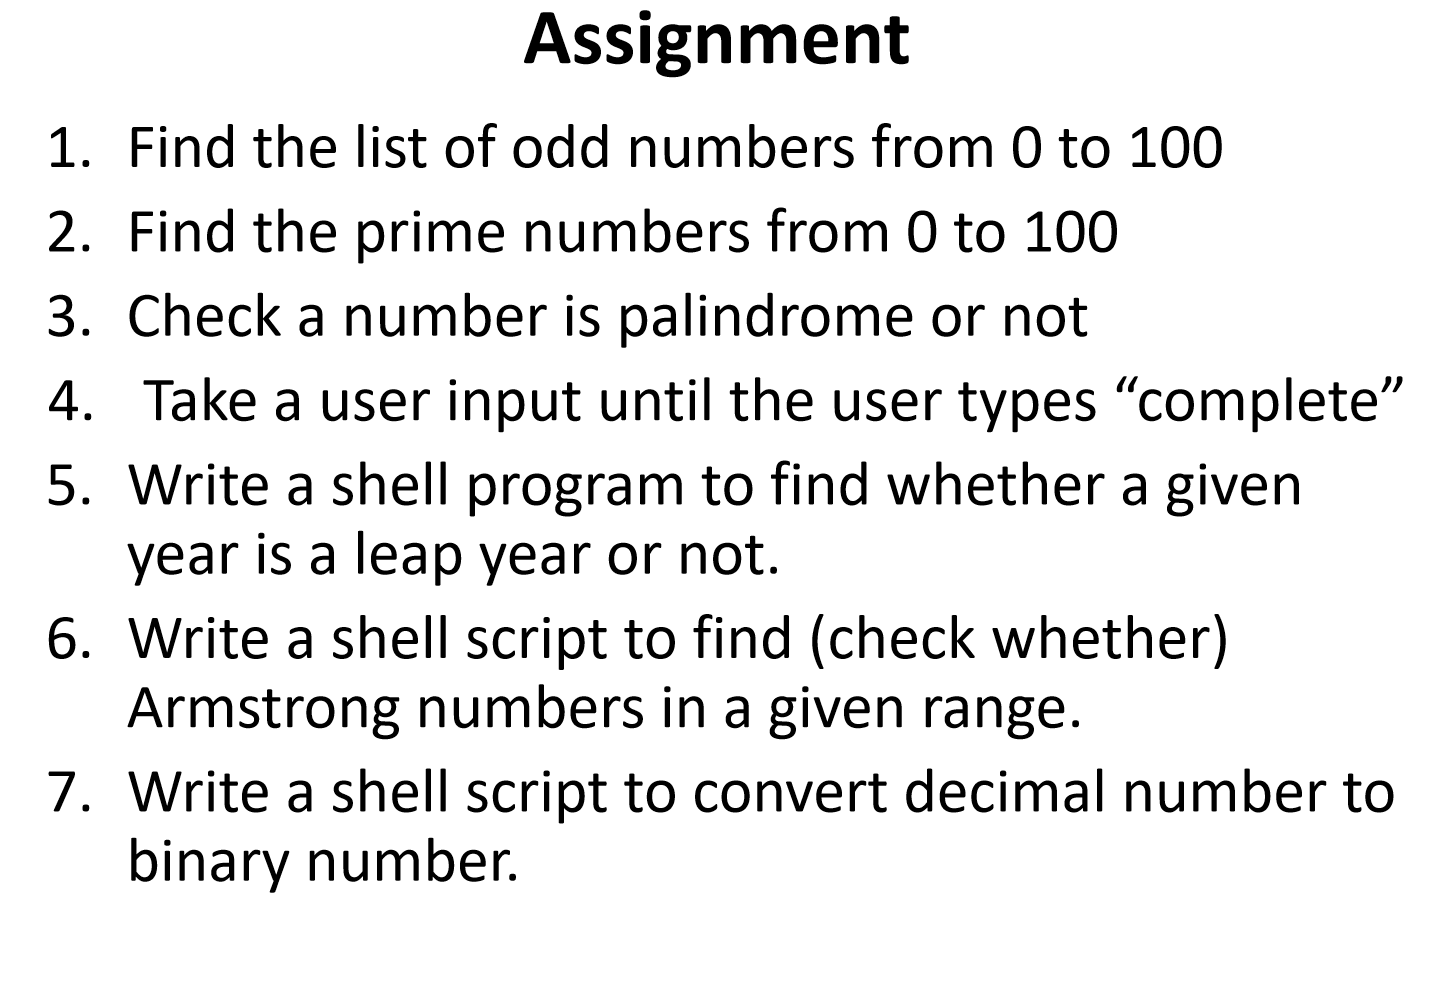 Assignment
1. Find the list of odd numbers from 0 to 100
2. Find the prime numbers from 0 to 100
3. Check a number is palindrome or not
4. Take a user input until the user types “complete”
5. Write a shell program to find whether a given
year is a leap year or not.
6. Write a shell script to find (check whether)
Armstrong numbers in a given range.
7. Write a shell script to convert decimal number to
binary number.